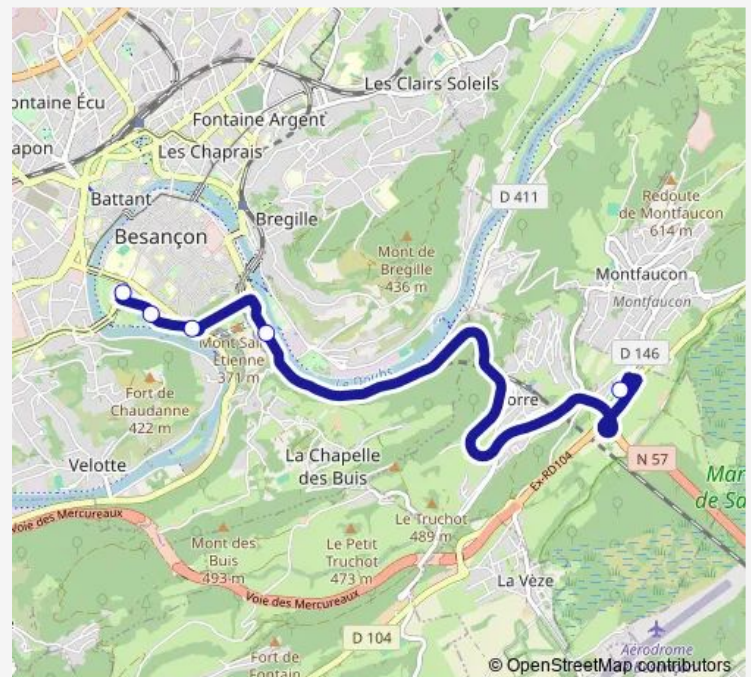 Les Clairs Soleils
ontaine Écu
Fontaine Argent
apon
Les Chaprais
Battant
D 411
Redoute
de Montfaucon
614 m
Bregille
Besançon
Mont de
Bregille
436 m
Montfaucon
Montfaucon
Mont Sai
Étienne
371 m
D 146
Le Doubs
Fort de
Chaudanne
422 m
orre
La Chapelle
des Buis
Velotte
N 57
Ex-RD104
Mar
de Sa
Voie des Mercureaux
Le Truchot
489 m
Mont des
Buis
493 m
Le Petit
Truchot
473 m
La Vèze
Voie des Mercureaux
D 104
Aérodrome
Fort de
Fontain
© OpenStreetMap contributors